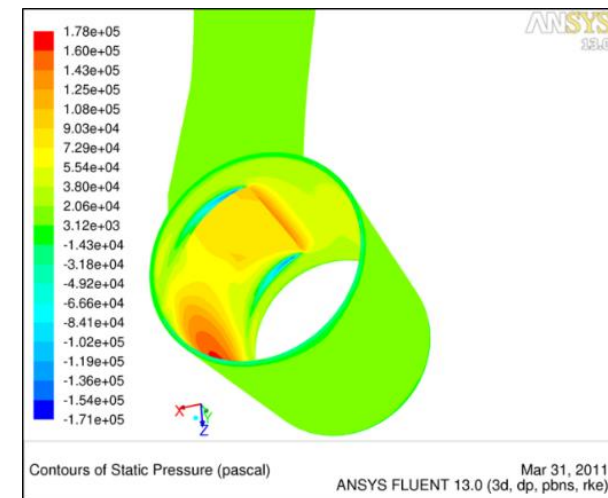 ANSYS
13.0
1.78e+05
1.60e+05
1.43e+05
1.25e+05
1.08e+05
9.03e+04
7.29e+04
5.54e+04
3.80e+04
2.06e+04
3.12e+03
-1.43e+04
-3.18e+04
-4.92e+04
-6.66e+04
-8.41e+04
-1.02e+05
-1.19e+05
-1.36e+05
-1.54e+05
-1.71e+05
X
Y
Z
Contours of Static Pressure (pascal)
Mar 31, 2011
ANSYS FLUENT 13.0 (3d, dp, pbns, rke)